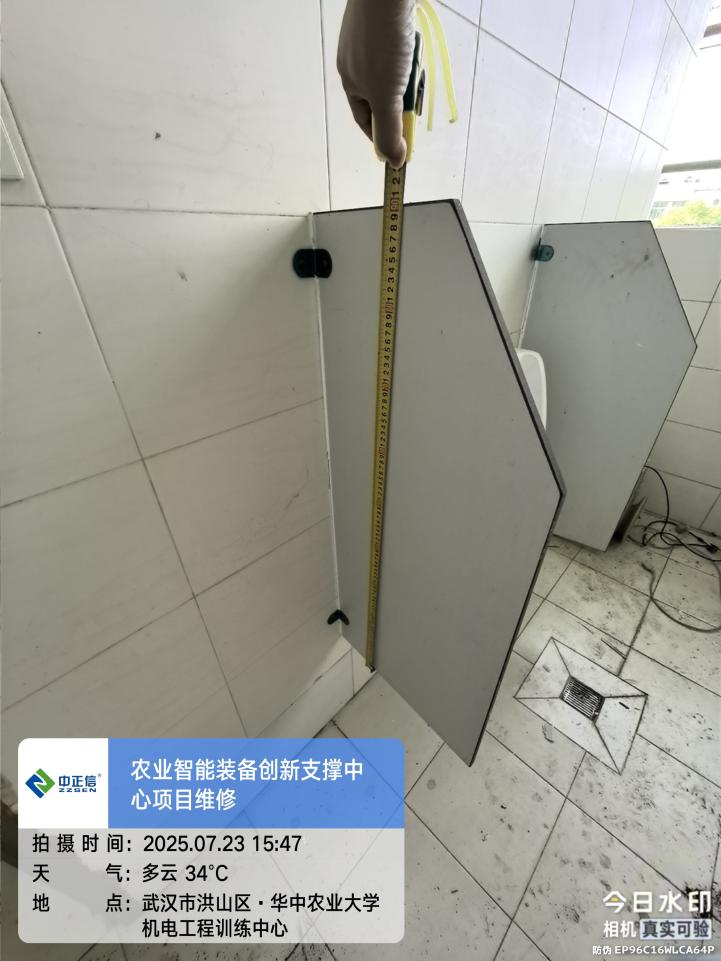 中正信®
ZZSEN
农业智能装备创新支撑中
心项目维修
拍摄时间：2025.07.23 15:47
天气：多云 34°C
地点：武汉市洪山区·华中农业大学
机电工程训练中心
今日水印
相机 真实可验
防伪 EP96C16WLCA64P